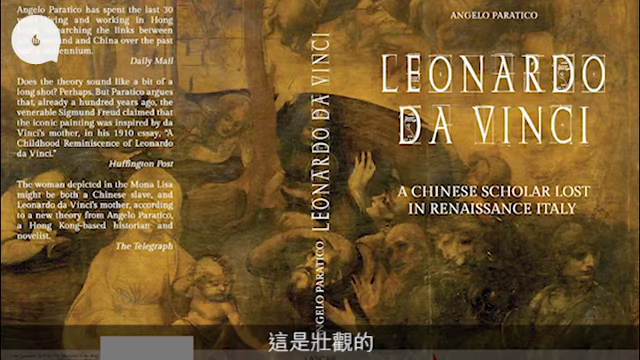 Angelo Paratico has spent the last 30
living and working in Hong
researching the links between
and China over the past
millennium.
Daily Mail
Does the theory sound like a bit of a
long shot? Perhaps. But Paratico argues
that, already a hundred years ago, the
venerable Sigmund Freud claimed that
the iconic painting was inspired by da
Vinci's mother, in his 1910 essay, "A
Childhood Reminiscence of Leonardo
da Vinci."
Huffington Post
The woman depicted in the Mona Lisa
might be both a Chinese slave, and
Leonardo da Vinci's mother, according
to a new theory from Angelo Paratico,
a Hong Kong-based historian and
novelist.
The Telegraph
ANGELO PARATICO
LEONARDO DA VINCI
ANGELO PARATICO
LEONARDO
DA VINCI
A CHINESE SCHOLAR LOST
IN RENAISSANCE ITALY
這是壯觀的